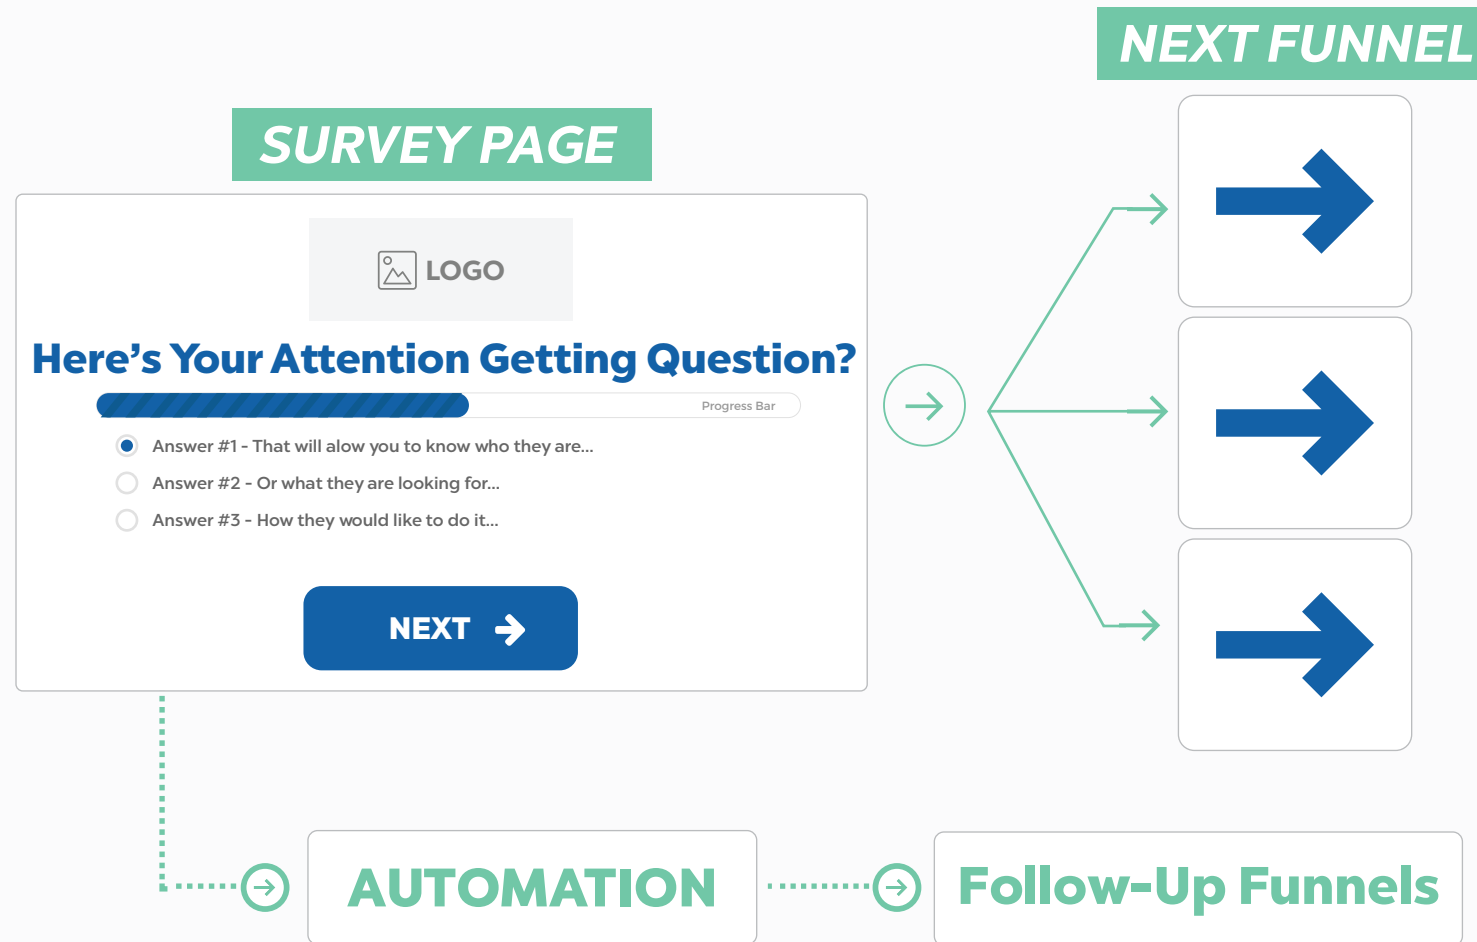 NEXT FUNNEL
SURVEY PAGE
LOGO
Here’s Your Attention Getting Question?
Progress Bar
Answer #1 - That will alow you to know who they are...
Answer #2 - Or what they are looking for...
Answer #3 - How they would like to do it...
NEXT
AUTOMATION
Follow-Up Funnels